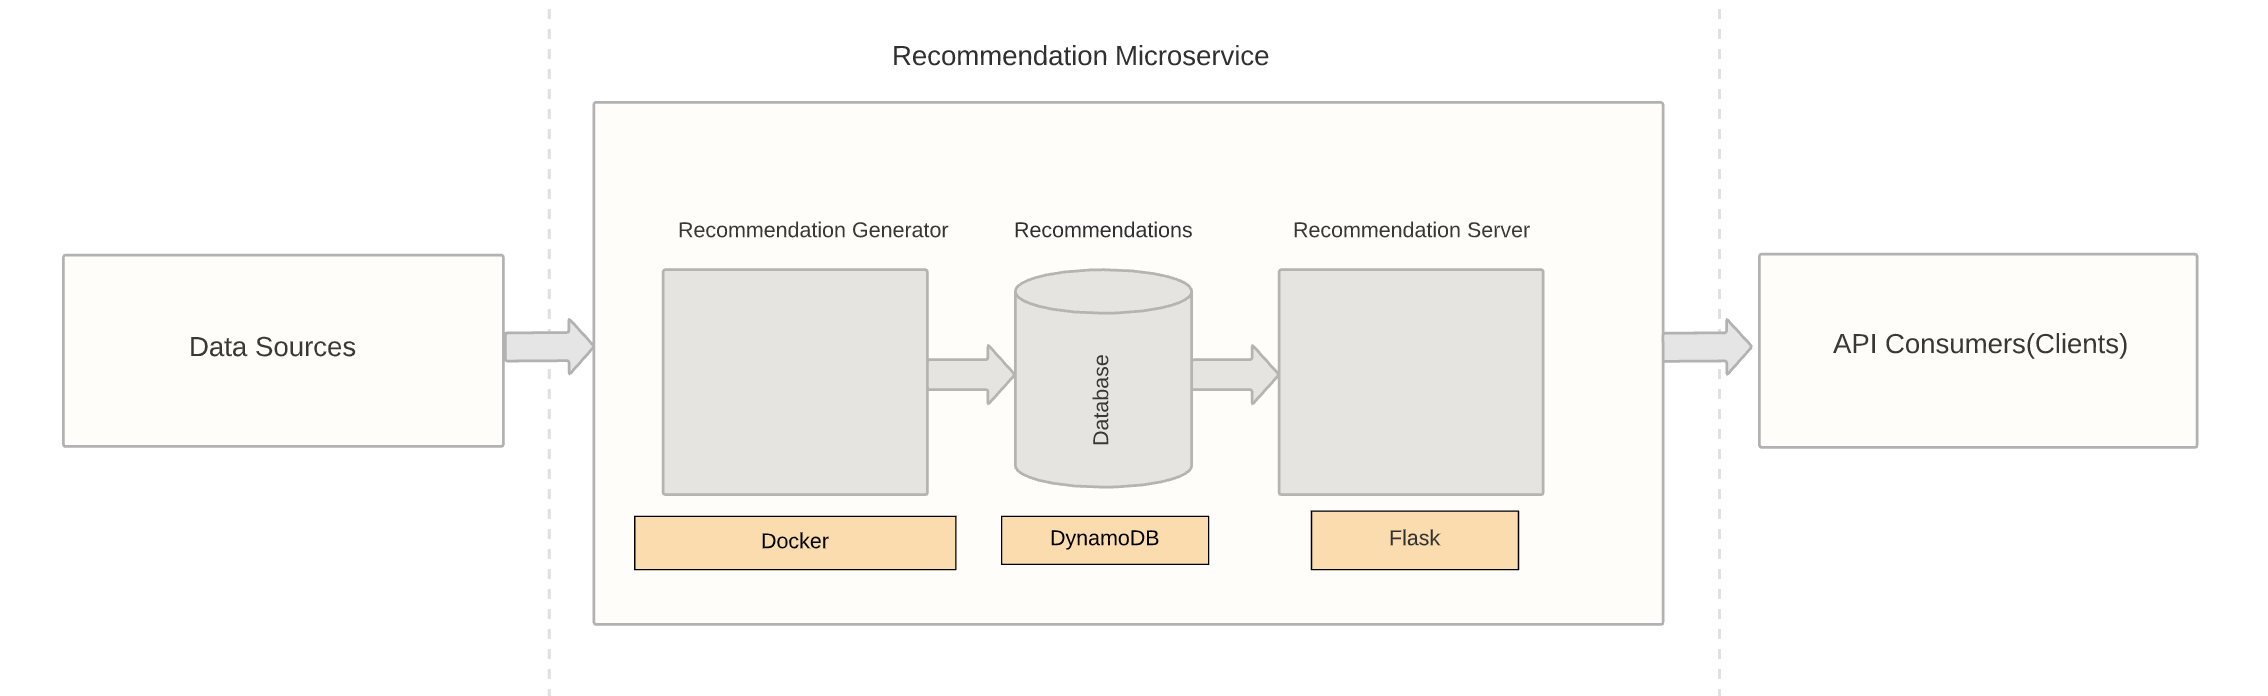 Recommendation Microservice
Recommendation Generator
Recommendations
Recommendation Server
Data Sources
Database
API Consumers(Clients)
Docker
DynamoDB
Flask